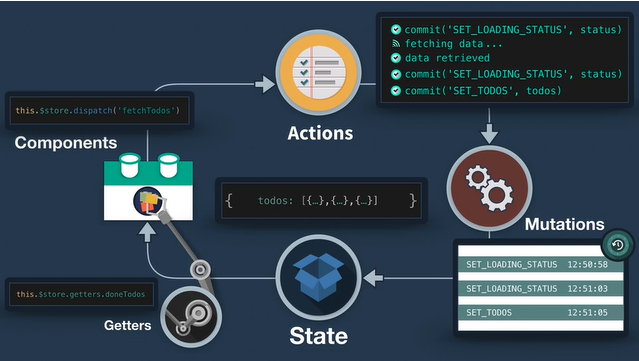 commit('SET_LOADING_STATUS', status)
fetching data...
data retrieved
commit('SET_LOADING_STATUS', status)
commit('SET_TODOS', todos)
Actions
this.$store.dispatch('fetchTodos')
Components
{ todos: [{…},{…},{…}] }
Mutations
SET_LOADING_STATUS 12:50:58
SET_LOADING_STATUS 12:51:03
SET_TODOS 12:51:05
this.$store.getters.doneTodos
Getters
State